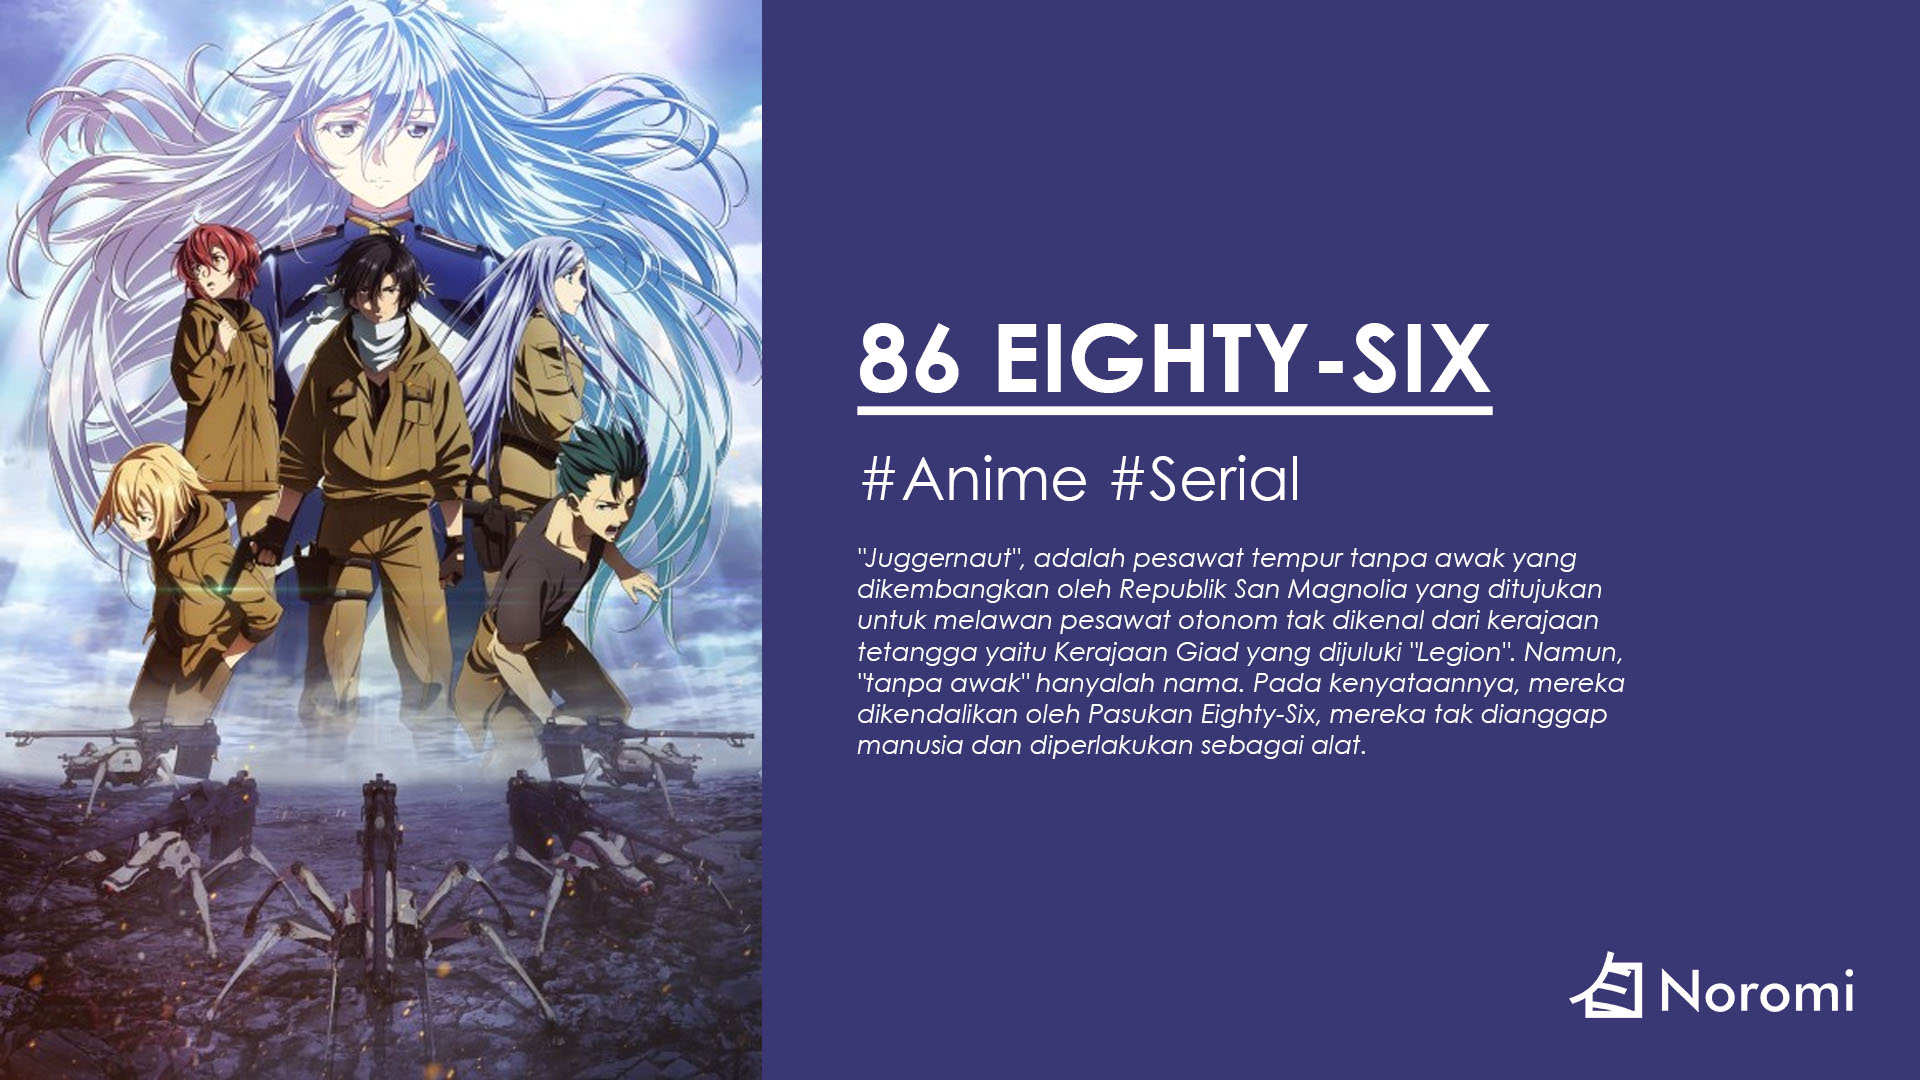 86 EIGHTY-SIX
#Anime #Serial
"Juggernaut", adalah pesawat tempur tanpa awak yang
dikembangkan oleh Republik San Magnolia yang ditujukan
untuk melawan pesawat otonom tak dikenal dari kerajaan
tetangga yaitu Kerajaan Giad yang dijuluki "Legion". Namun,
"tanpa awak" hanyalah nama. Pada kenyataannya, mereka
dikendalikan oleh Pasukan Eighty-Six, mereka tak dianggap
manusia dan diperlakukan sebagai alat.
Noromi